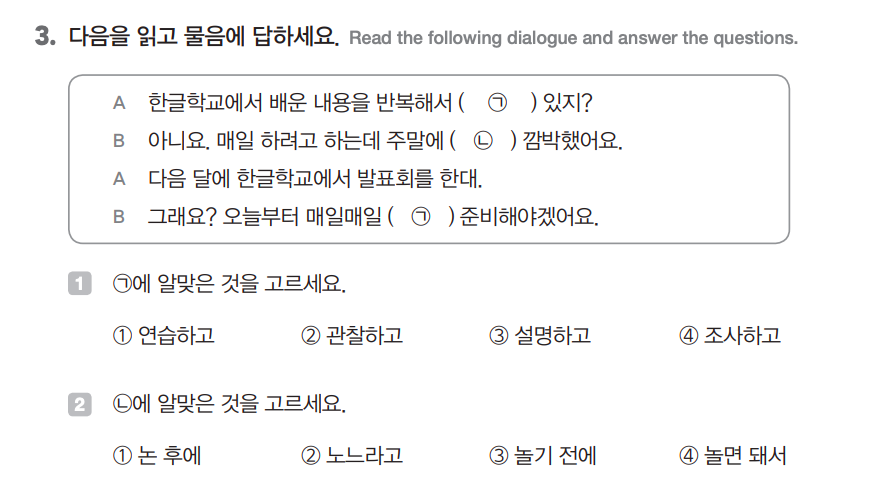 3. 다음을 읽고 물음에 답하세요. Read the following dialogue and answer the questions.
A 한글학교에서 배운 내용을 반복해서 ( ㉠ ) 있지?
B 아니요. 매일 하려고 하는데 주말에 ( ㉡ ) 깜박했어요.
A 다음 달에 한글학교에서 발표회를 한대.
B 그래요? 오늘부터 매일매일 ( ㉠ ) 준비해야겠어요.
1 ㉠에 알맞은 것을 고르세요.
① 연습하고 ② 관찰하고 ③ 설명하고 ④ 조사하고
2 ㉡에 알맞은 것을 고르세요.
① 논 후에 ② 노느라고 ③ 놀기 전에 ④ 놀면 돼서